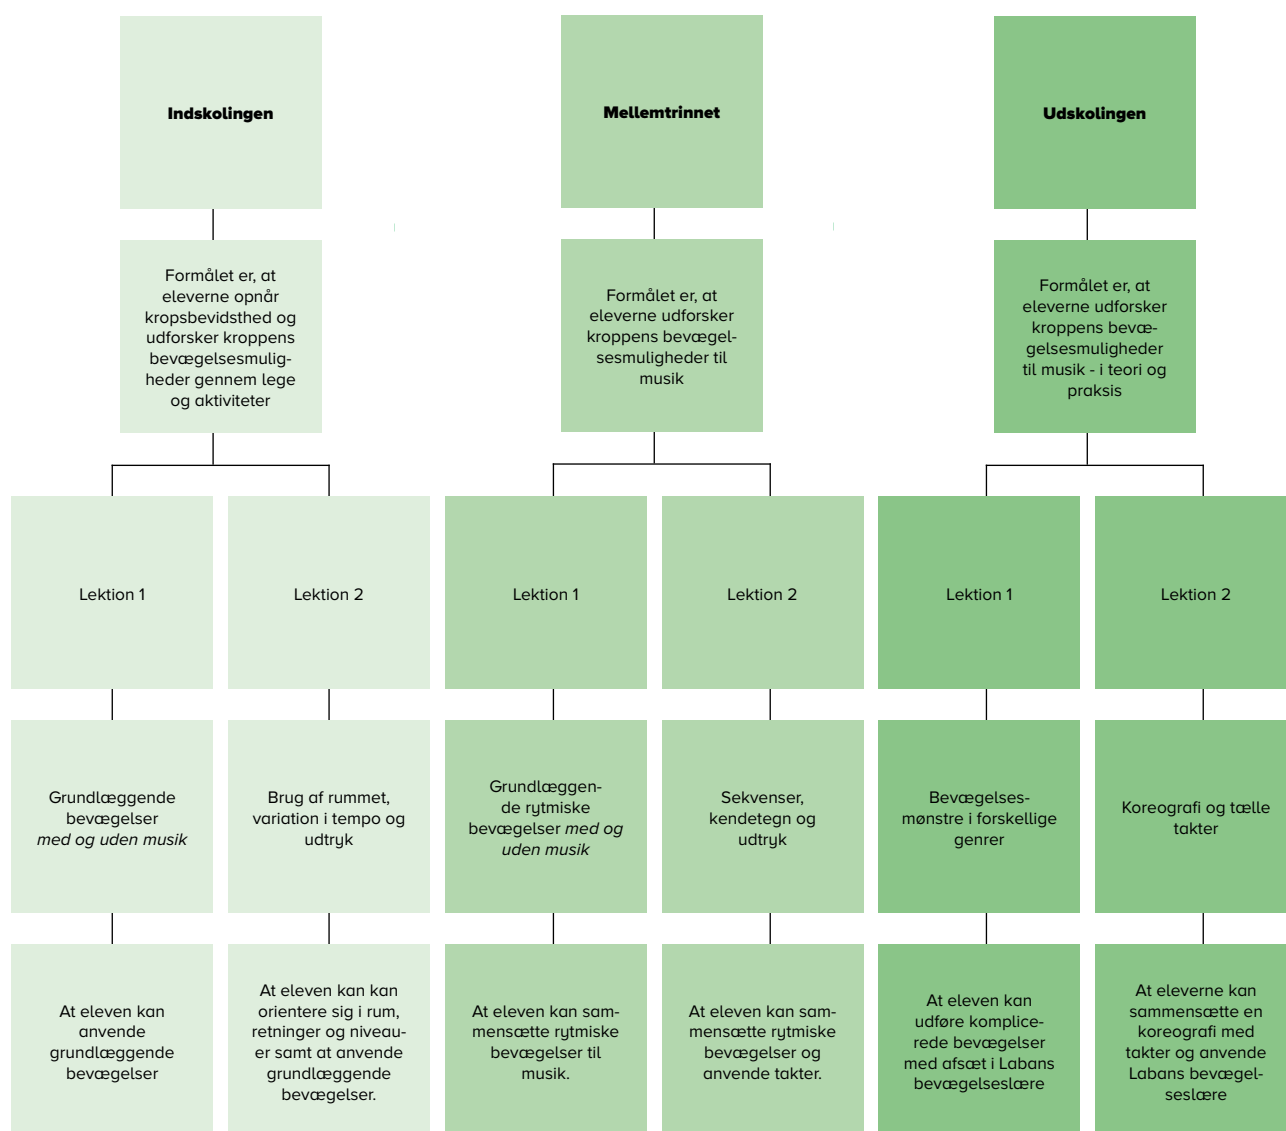 Indskolingen
Formålet er, at
eleverne opnår
kropsbevidsthed og
udforsker kroppens
bevægelsesmulig-
heder gennem lege
og aktiviteter
Lektion 1
Grundlæggende
bevægelser
med og uden musik
At eleven kan
anvende
grundlæggende
bevægelser
Lektion 2
Brug af rummet,
variation i tempo og
udtryk
At eleven kan kan
orientere sig i rum,
retninger og niveau-
er samt at anvende
grundlæggende
bevægelser.
Mellemtrinnet
Formålet er, at
eleverne udforsker
kroppens bevægel-
sesmuligheder til
musik
Lektion 1
Grundlæggen-
de rytmiske
bevægelser med og
uden musik
At eleven kan sam-
mensætte rytmiske
bevægelser til
musik.
Lektion 2
Sekvenser,
kendetegn og
udtryk
At eleven kan sam-
mensætte rytmiske
bevægelser og
anvende takter.
Udskolingen
Formålet er, at
eleverne udforsker
kroppens bevæ-
gelsesmuligheder
til musik - i teori og
praksis
Lektion 1
Bevægelses-
mønstre i forskellige
genrer
At eleven kan
udføre komplice-
rede bevægelser
med afsæt i Labans
bevægelseslære
Lektion 2
Koreografi og tælle
takter
At eleverne kan
sammensætte en
koreografi med
takter og anvende
Labans bevægel-
seslære